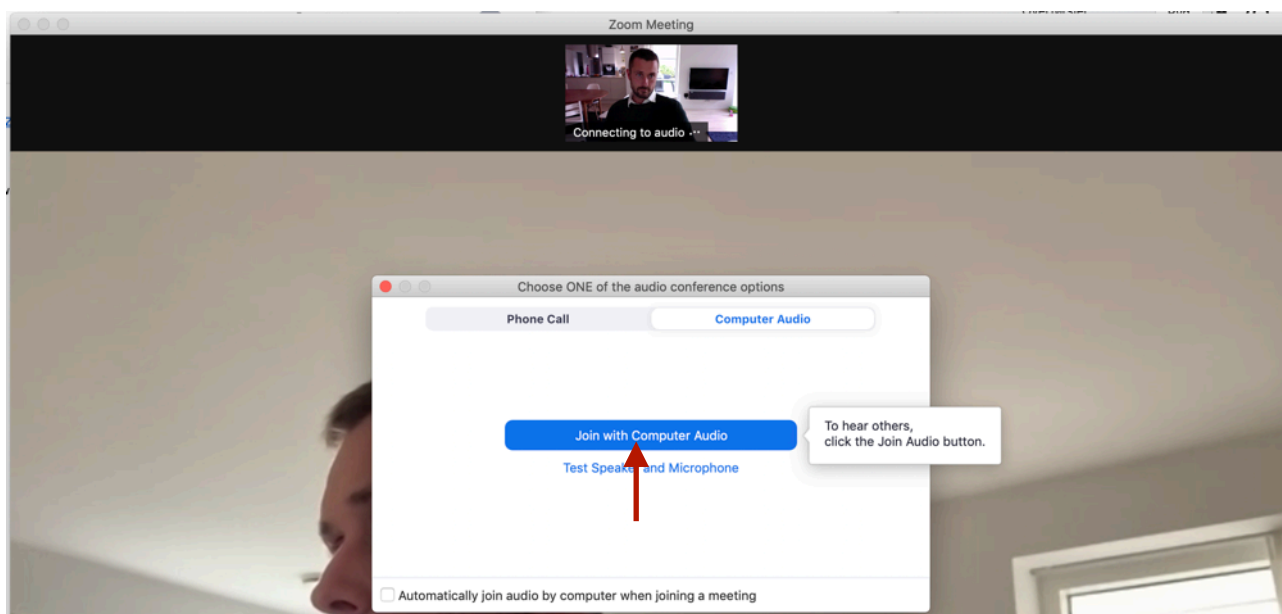 Zoom Meeting
Connecting to audio ...
Choose ONE of the audio conference options
Phone Call
Computer Audio
Join with Computer Audio
To hear others,
click the Join Audio button.
Test Speaker and Microphone
Automatically join audio by computer when joining a meeting